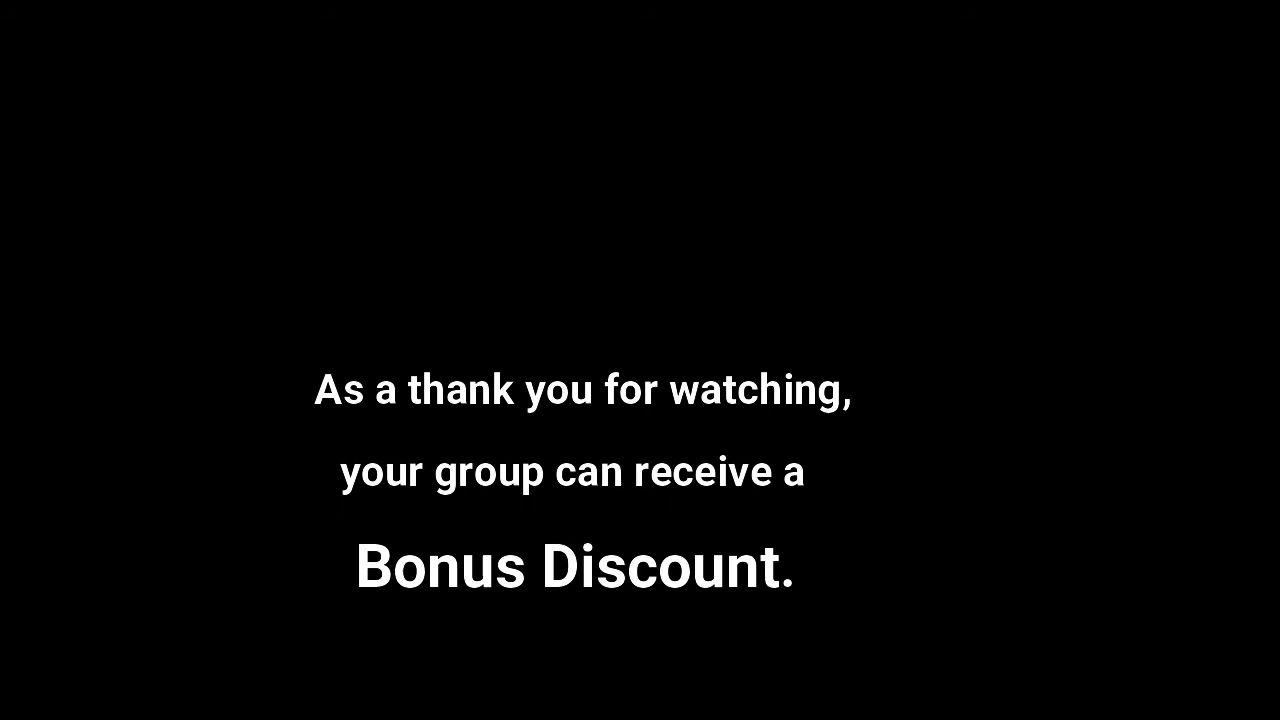 As a thank you for watching,
your group can receive a
Bonus Discount.